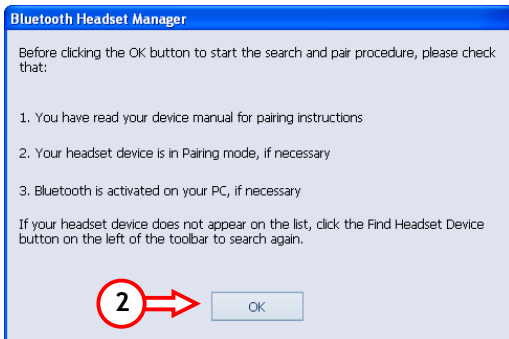 Bluetooth Headset Manager
Before clicking the OK button to start the search and pair procedure, please check
that:
1. You have read your device manual for pairing instructions
2. Your headset device is in Pairing mode, if necessary
3. Bluetooth is activated on your PC, if necessary
If your headset device does not appear on the list, click the Find Headset Device
button on the left of the toolbar to search again.
2 OK